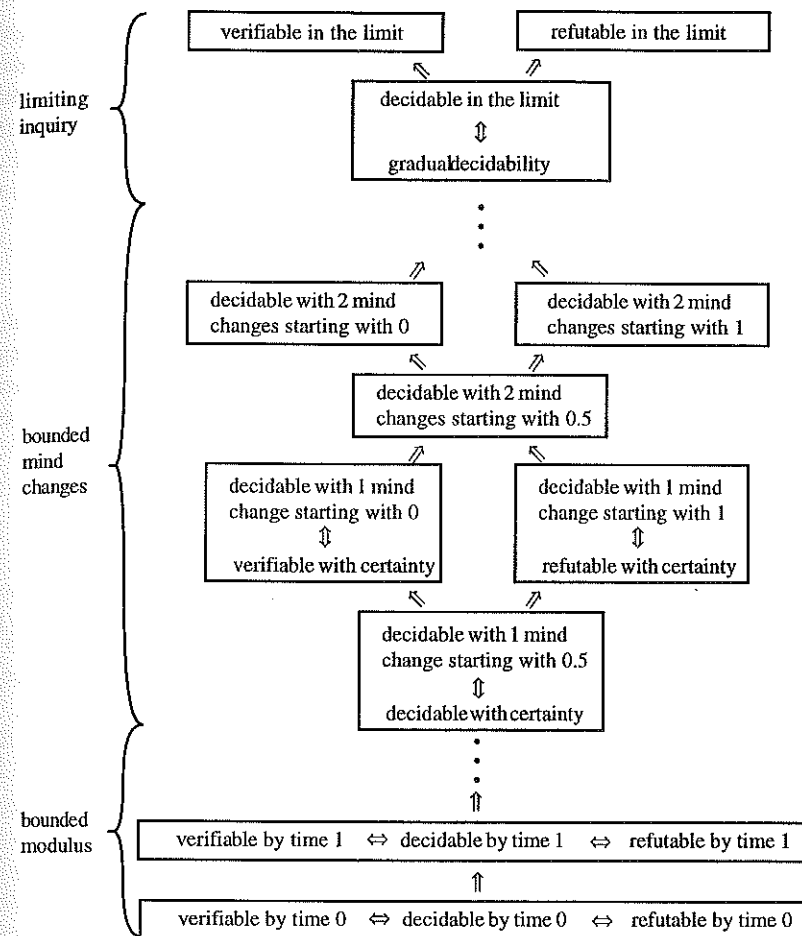 verifiable in the limit
refutable in the limit
limiting
inquiry
decidable in the limit
⇕
gradualdecidability
decidable with 2 mind
changes starting with 0
decidable with 2 mind
changes starting with 1
decidable with 2 mind
changes starting with 0.5
bounded
mind
changes
decidable with 1 mind
change starting with 0
⇕
verifiable with certainty
decidable with 1 mind
change starting with 1
⇕
refutable with certainty
decidable with 1 mind
change starting with 0.5
⇕
decidable with certainty
bounded
modulus
verifiable by time 1 ⇔ decidable by time 1 ⇔ refutable by time 1
verifiable by time 0 ⇔ decidable by time 0 ⇔ refutable by time 0